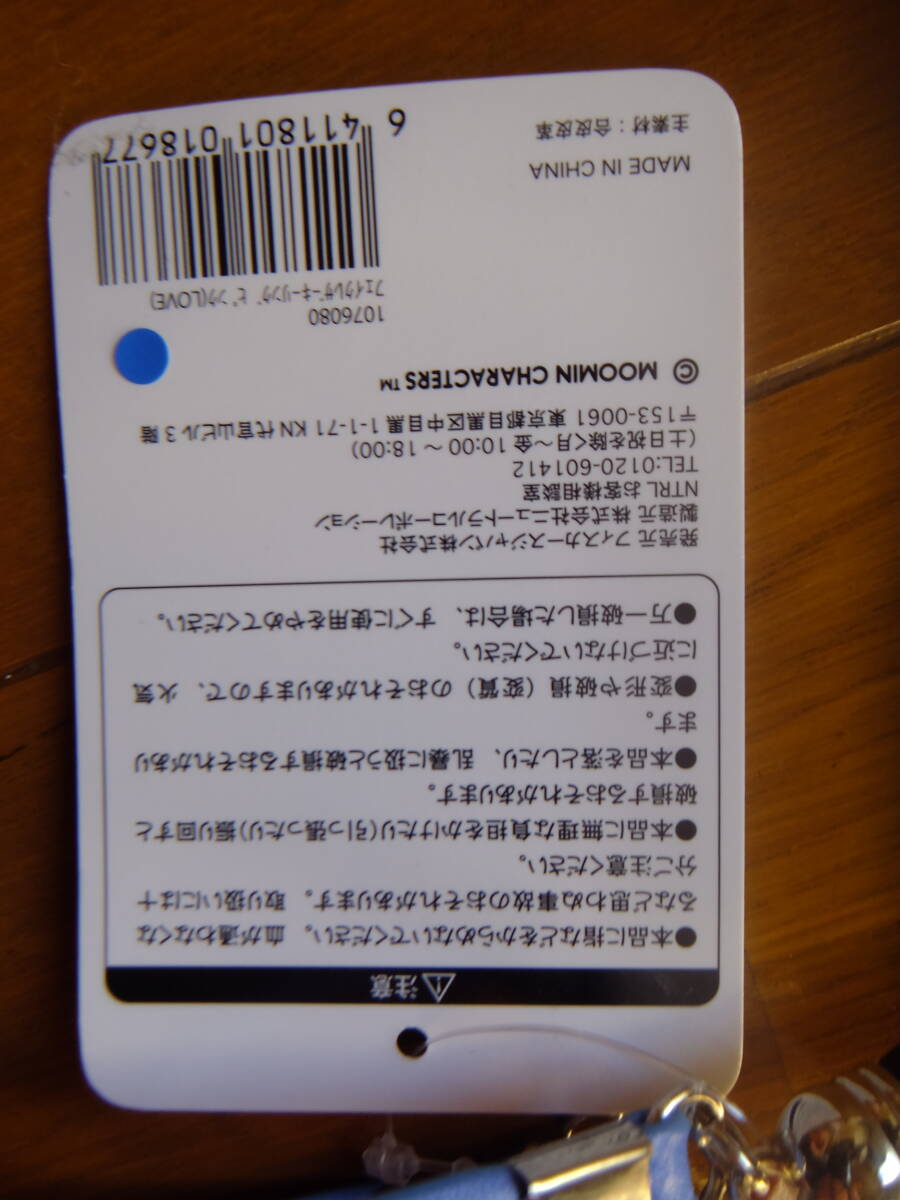 注意
●本品に指などをからめないでください。血が通わなくな
るなど思わぬ事故のおそれがあります。取り扱いには十
分ご注意ください。
●本品に無理な負担をかけたり(引っ張ったり)振り回すと
破損するおそれがあります。
●本品を落としたり、乱暴に扱うと破損するおそれがあり
ます。
●変形や破損（変質）のおそれがありますので、火気
に近づけないでください。
●万一破損した場合は、すぐに使用をやめてください。
発売元 フィスカースジャパン株式会社
製造元 株式会社ニュートラルコーポレーション
NTRL お客様相談室
TEL:0120-601412
（土日祝を除く月～金 10:00 ～ 18:00）
〒153-0061 東京都目黒区中目黒 1-1-71 KN 代官山ビル 3 階
© MOOMIN CHARACTERS™
1076080
ﾌｪｲｸﾚｻﾞｰｷｰﾘﾝｸﾞ ﾋﾟﾝｸ(LOVE)
6 411801 018677
MADE IN CHINA
主素材：合皮皮革